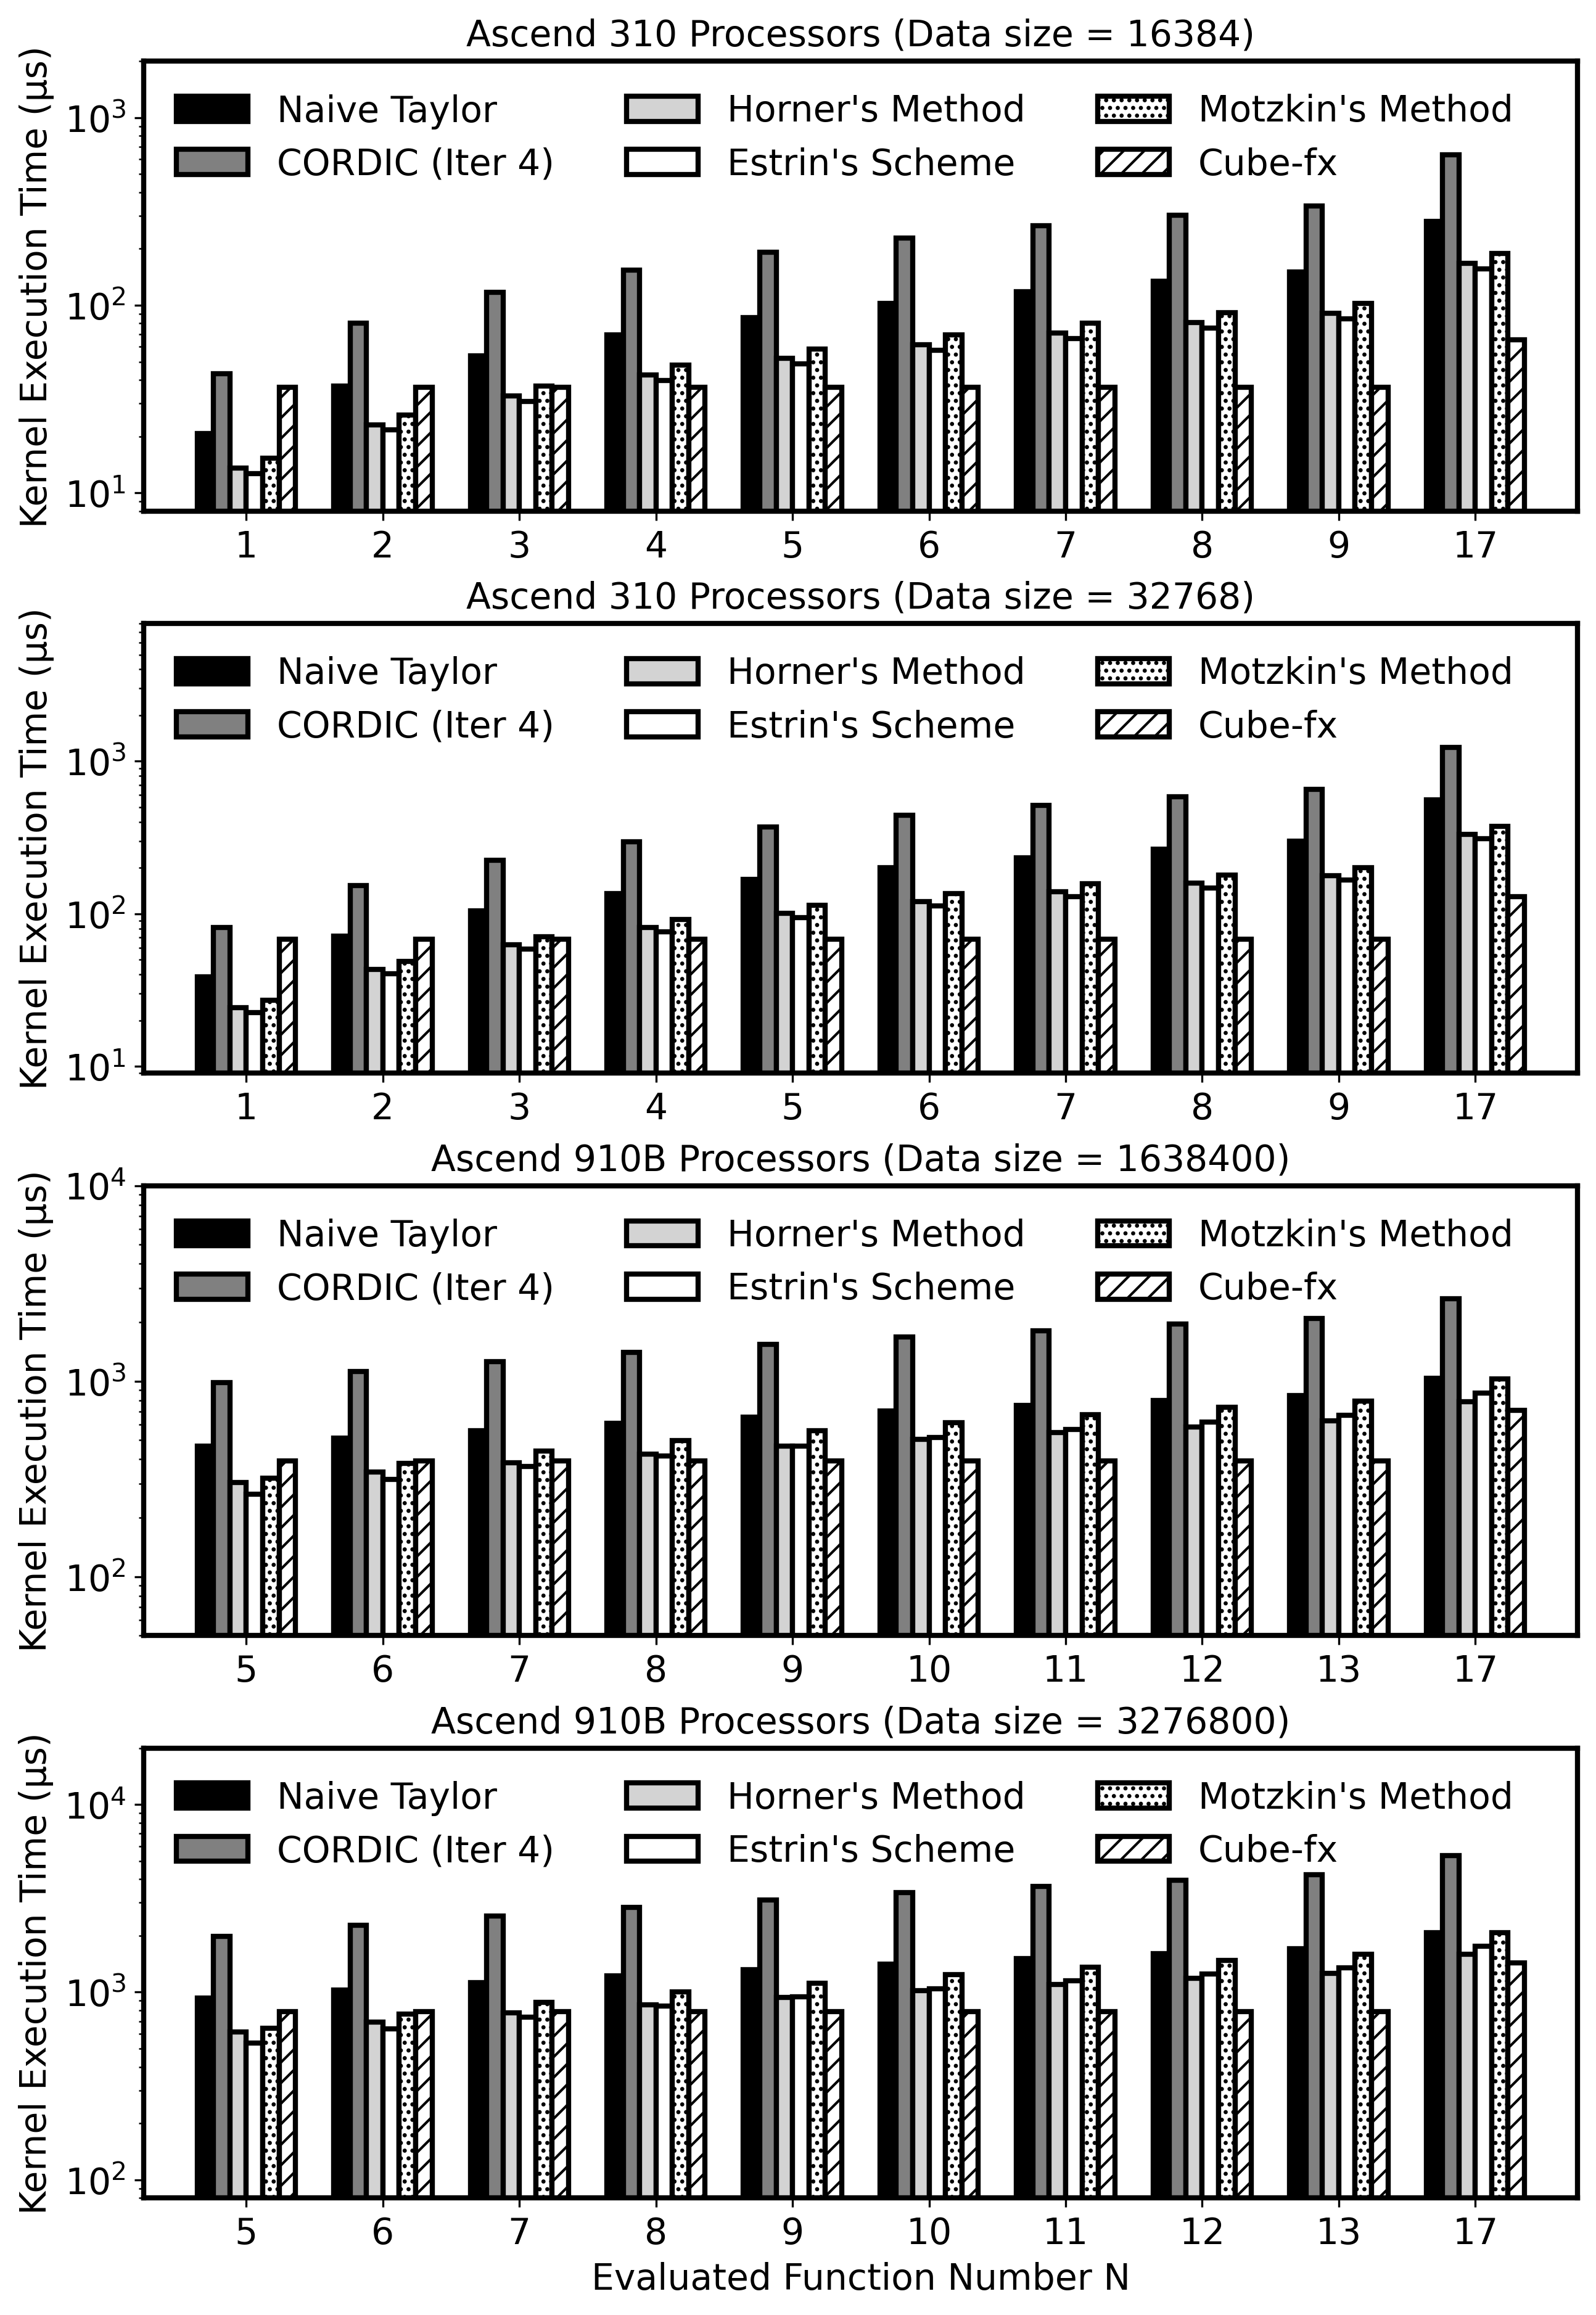 Ascend 310 Processors (Data size = 16384)
Kernel Execution Time (µs)
10³
10²
10¹
Naive Taylor
CORDIC (Iter 4)
Horner's Method
Estrin's Scheme
Motzkin's Method
Cube-fx
1 2 3 4 5 6 7 8 9 17
Ascend 310 Processors (Data size = 32768)
Kernel Execution Time (µs)
10³
10²
10¹
Naive Taylor
CORDIC (Iter 4)
Horner's Method
Estrin's Scheme
Motzkin's Method
Cube-fx
1 2 3 4 5 6 7 8 9 17
Ascend 910B Processors (Data size = 1638400)
Kernel Execution Time (µs)
10⁴
10³
10²
Naive Taylor
CORDIC (Iter 4)
Horner's Method
Estrin's Scheme
Motzkin's Method
Cube-fx
5 6 7 8 9 10 11 12 13 17
Ascend 910B Processors (Data size = 3276800)
Kernel Execution Time (µs)
10⁴
10³
10²
Naive Taylor
CORDIC (Iter 4)
Horner's Method
Estrin's Scheme
Motzkin's Method
Cube-fx
5 6 7 8 9 10 11 12 13 17
Evaluated Function Number N